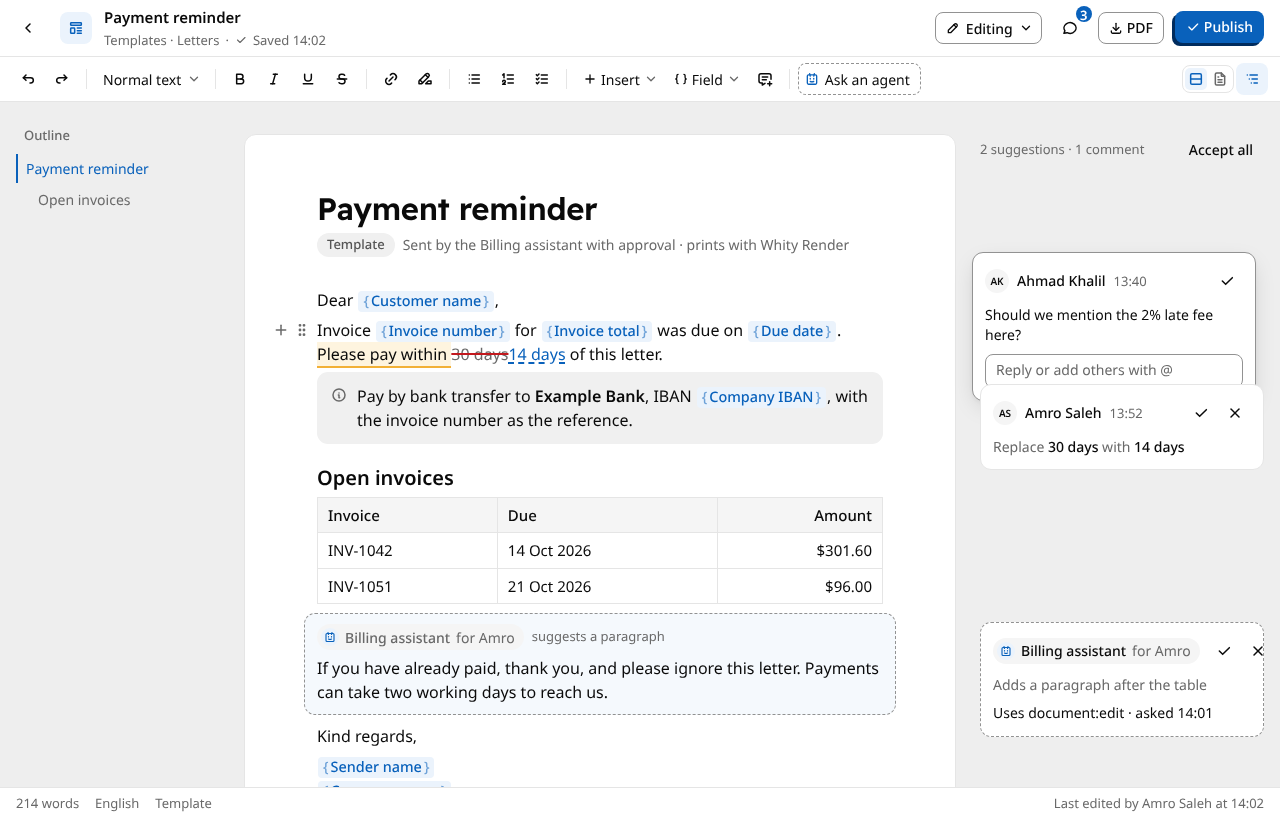 Payment reminder
Templates · Letters · Saved 14:02
Editing
3
PDF
Publish
Normal text
B I U S
Insert
{ } Field
Ask an agent
Outline
Payment reminder
Open invoices
Payment reminder
Template Sent by the Billing assistant with approval · prints with Whity Render
Dear {Customer name},
Invoice {Invoice number} for {Invoice total} was due on {Due date}.
Please pay within 30 days14 days of this letter.
Pay by bank transfer to Example Bank, IBAN {Company IBAN}, with
the invoice number as the reference.
Open invoices
Invoice Due Amount
INV-1042 14 Oct 2026 $301.60
INV-1051 21 Oct 2026 $96.00
Billing assistant for Amro suggests a paragraph
If you have already paid, thank you, and please ignore this letter. Payments
can take two working days to reach us.
Kind regards,
{Sender name}
2 suggestions · 1 comment Accept all
AK Ahmad Khalil 13:40
Should we mention the 2% late fee
here?
Reply or add others with @
AS Amro Saleh 13:52
Replace 30 days with 14 days
Billing assistant for Amro
Adds a paragraph after the table
Uses document:edit · asked 14:01
214 words English Template
Last edited by Amro Saleh at 14:02